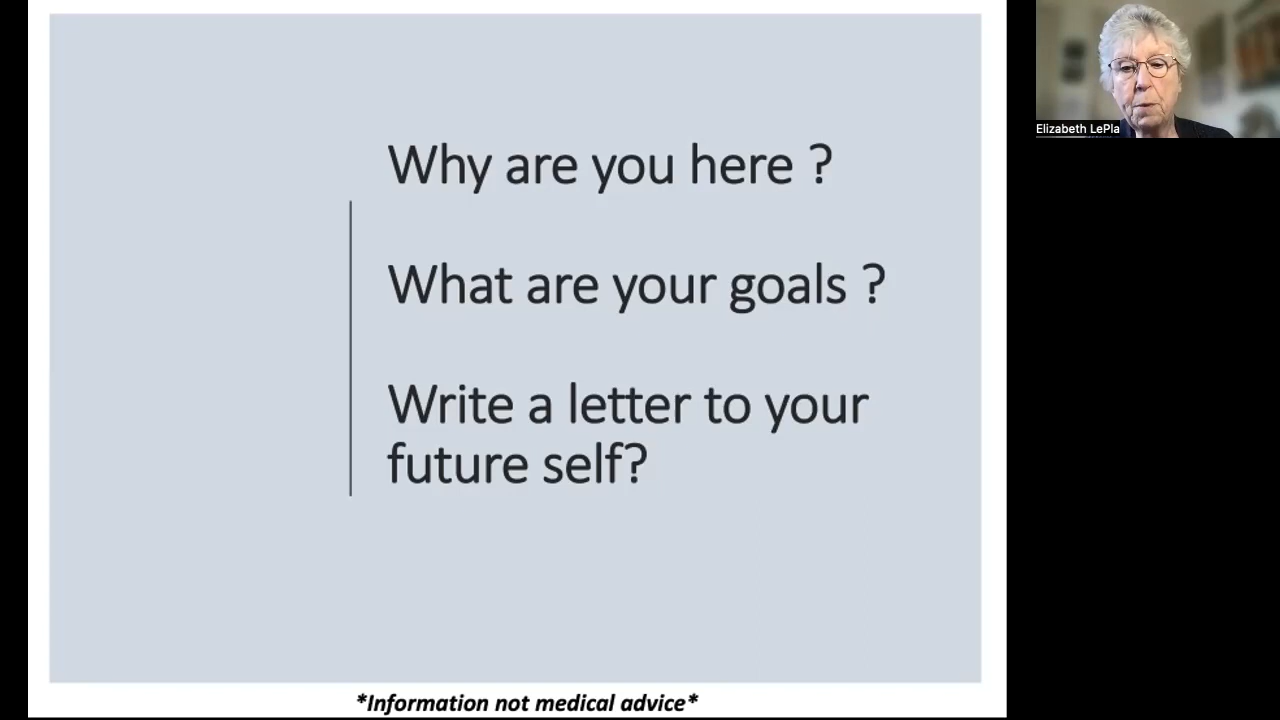 Why are you here ?
What are your goals ?
Write a letter to your
future self?
*Information not medical advice*
Elizabeth LePla